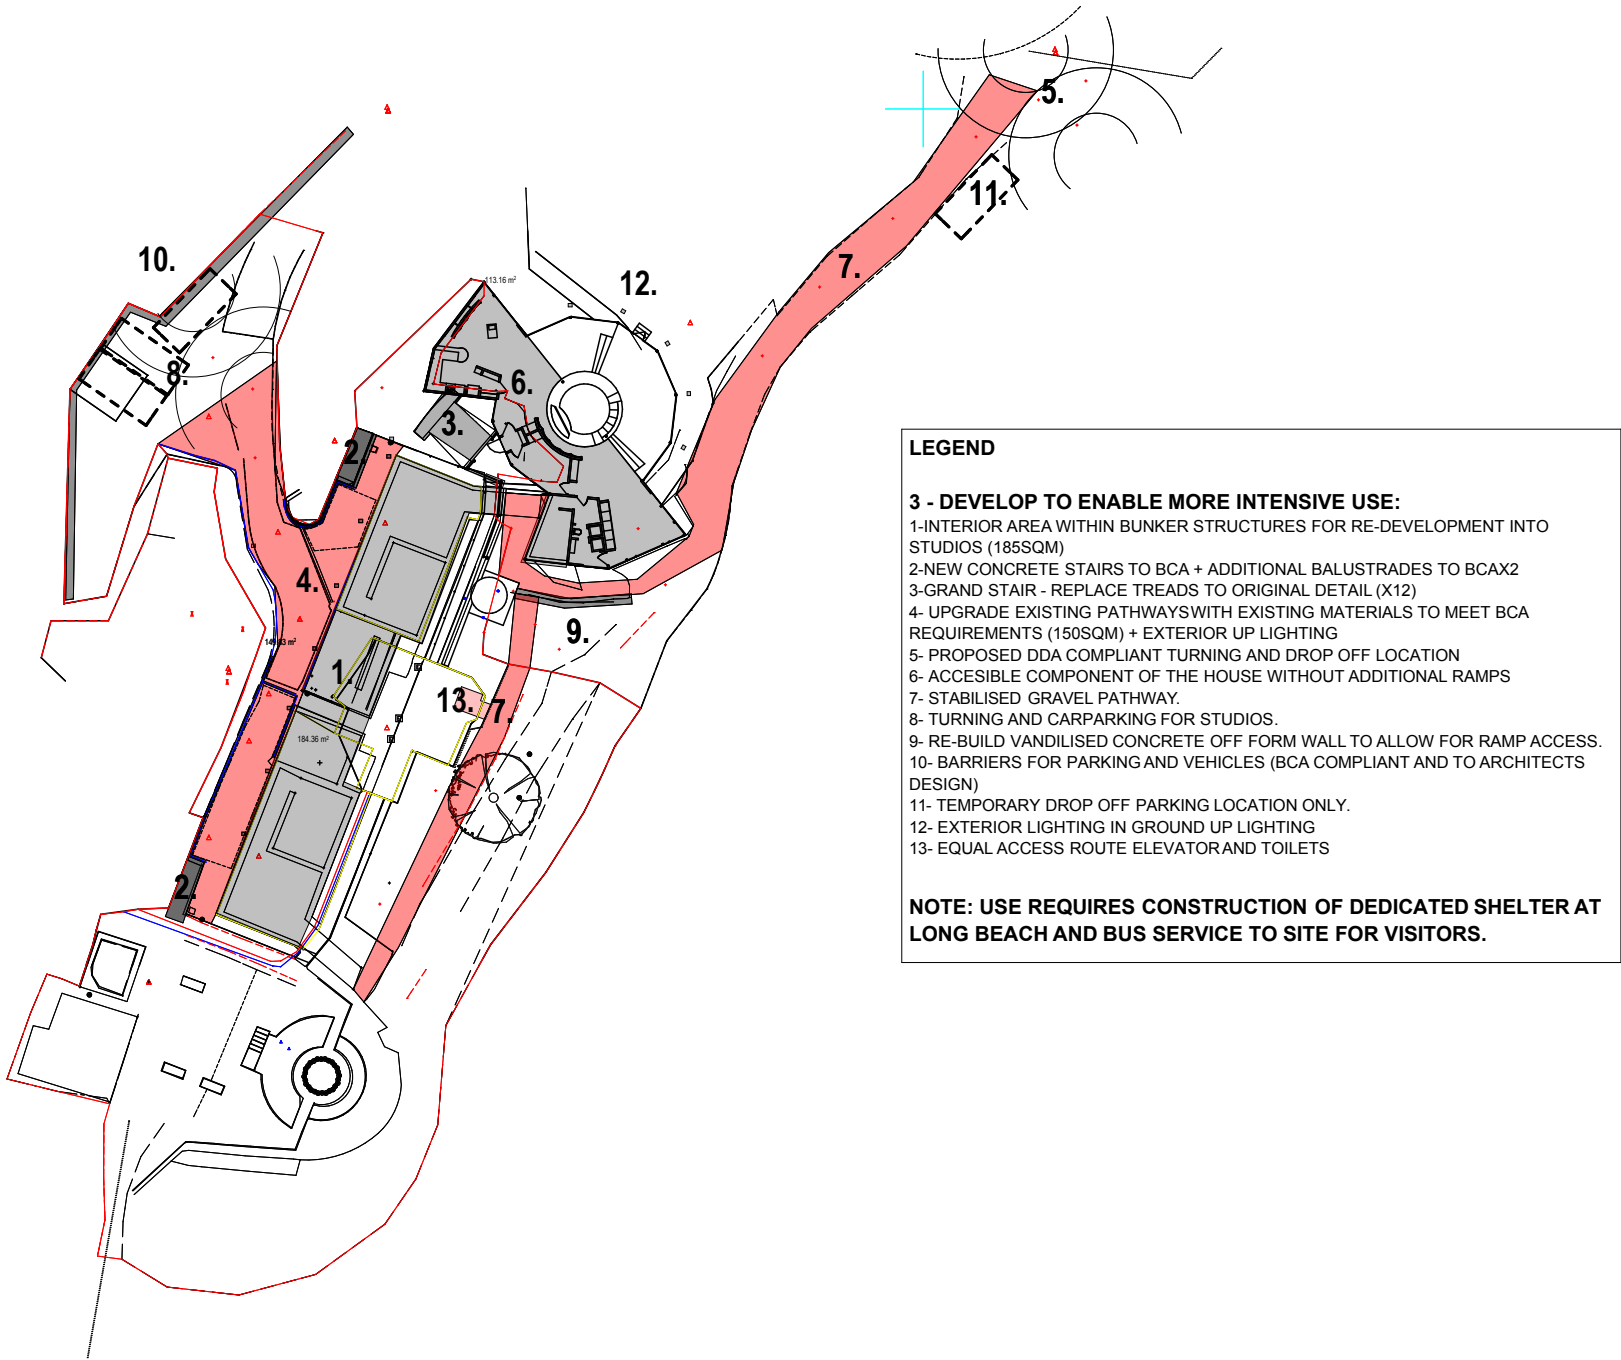 5.
11.
10.
113.16 m²
12.
7.
8.
6.
3.
2.
LEGEND
3 - DEVELOP TO ENABLE MORE INTENSIVE USE:
1-INTERIOR AREA WITHIN BUNKER STRUCTURES FOR RE-DEVELOPMENT INTO
STUDIOS (185SQM)
2-NEW CONCRETE STAIRS TO BCA + ADDITIONAL BALUSTRADES TO BCAX2
3-GRAND STAIR - REPLACE TREADS TO ORIGINAL DETAIL (X12)
4- UPGRADE EXISTING PATHWAYSWITH EXISTING MATERIALS TO MEET BCA
REQUIREMENTS (150SQM) + EXTERIOR UP LIGHTING
5- PROPOSED DDA COMPLIANT TURNING AND DROP OFF LOCATION
6- ACCESIBLE COMPONENT OF THE HOUSE WITHOUT ADDITIONAL RAMPS
7- STABILISED GRAVEL PATHWAY.
8- TURNING AND CARPARKING FOR STUDIOS.
9- RE-BUILD VANDILISED CONCRETE OFF FORM WALL TO ALLOW FOR RAMP ACCESS.
10- BARRIERS FOR PARKING AND VEHICLES (BCA COMPLIANT AND TO ARCHITECTS
DESIGN)
11- TEMPORARY DROP OFF PARKING LOCATION ONLY.
12- EXTERIOR LIGHTING IN GROUND UP LIGHTING
13- EQUAL ACCESS ROUTE ELEVATOR AND TOILETS
NOTE: USE REQUIRES CONSTRUCTION OF DEDICATED SHELTER AT
LONG BEACH AND BUS SERVICE TO SITE FOR VISITORS.
4.
9.
1.
13.
7.
184.36 m²
2.